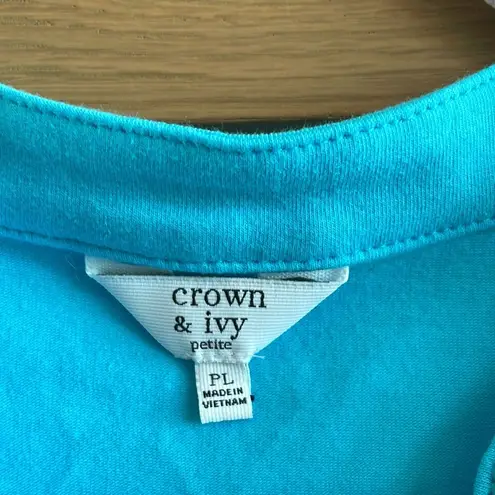 crown
& ivy
petite
PL
MADE IN
VIETNAM